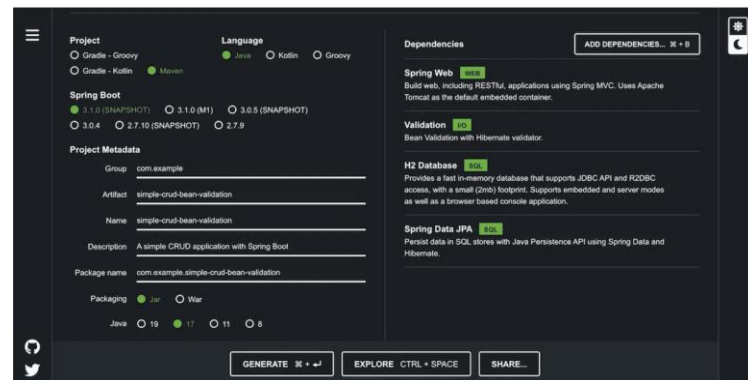 Project
Gradle - Groovy
Gradle - Kotlin Maven
Language
Java Kotlin Groovy
Spring Boot
3.1.0 (SNAPSHOT) 3.1.0 (M1) 3.0.5 (SNAPSHOT)
3.0.4 2.7.10 (SNAPSHOT) 2.7.9
Project Metadata
Group com.example
Artifact simple-crud-bean-validation
Name simple-crud-bean-validation
Description A simple CRUD application with Spring Boot
Package name com.example.simple-crud-bean-validation
Packaging Jar War
Java 19 17 11 8
Dependencies
ADD DEPENDENCIES... ⌘ + B
Spring Web WEB
Build web, including RESTful, applications using Spring MVC. Uses Apache
Tomcat as the default embedded container.
Validation I/O
Bean Validation with Hibernate validator.
H2 Database SQL
Provides a fast in-memory database that supports JDBC API and R2DBC
access, with a small (2mb) footprint. Supports embedded and server modes
as well as a browser based console application.
Spring Data JPA SQL
Persist data in SQL stores with Java Persistence API using Spring Data and
Hibernate.
GENERATE ⌘ + ↵
EXPLORE CTRL + SPACE
SHARE...